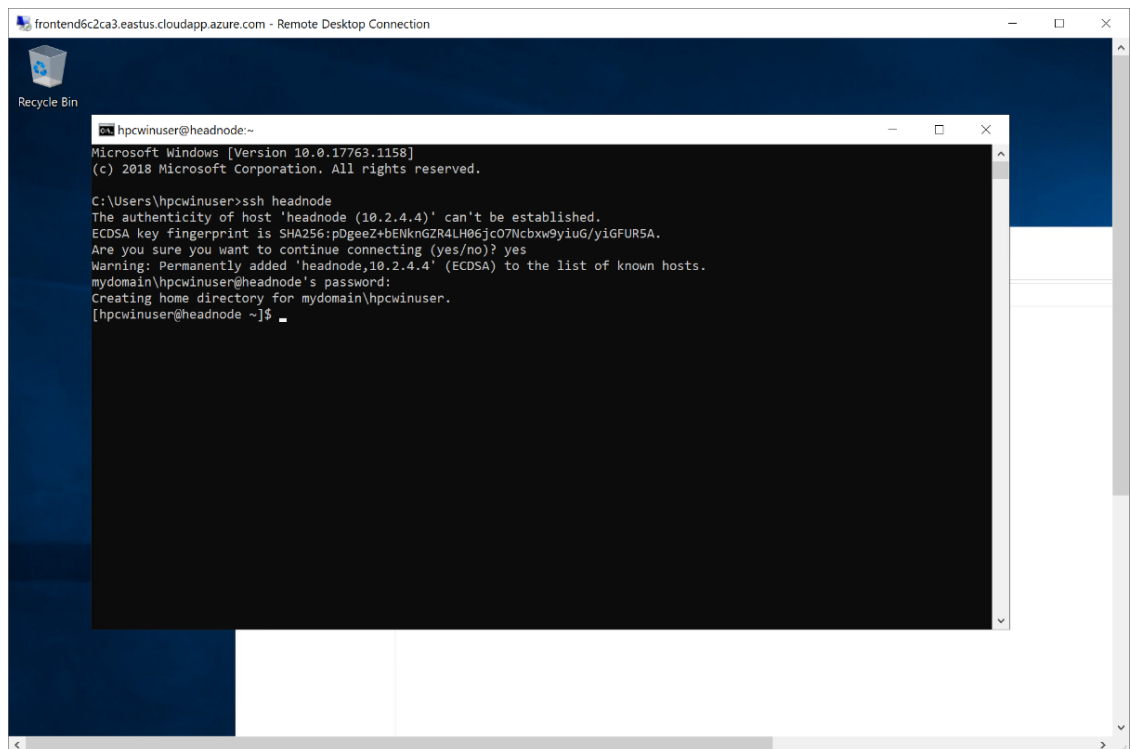 frontend6c2ca3.eastus.cloudapp.azure.com - Remote Desktop Connection
Recycle Bin
hpcwinuser@headnode:~
Microsoft Windows [Version 10.0.17763.1158]
(c) 2018 Microsoft Corporation. All rights reserved.
C:\Users\hpcwinuser>ssh headnode
The authenticity of host 'headnode (10.2.4.4)' can't be established.
ECDSA key fingerprint is SHA256:pDgeeZ+bENknGZR4LH06jcO7Ncbxw9yiuG/yiGFUR5A.
Are you sure you want to continue connecting (yes/no)? yes
Warning: Permanently added 'headnode,10.2.4.4' (ECDSA) to the list of known hosts.
mydomain\hpcwinuser@headnode's password:
Creating home directory for mydomain\hpcwinuser.
[hpcwinuser@headnode ~]$